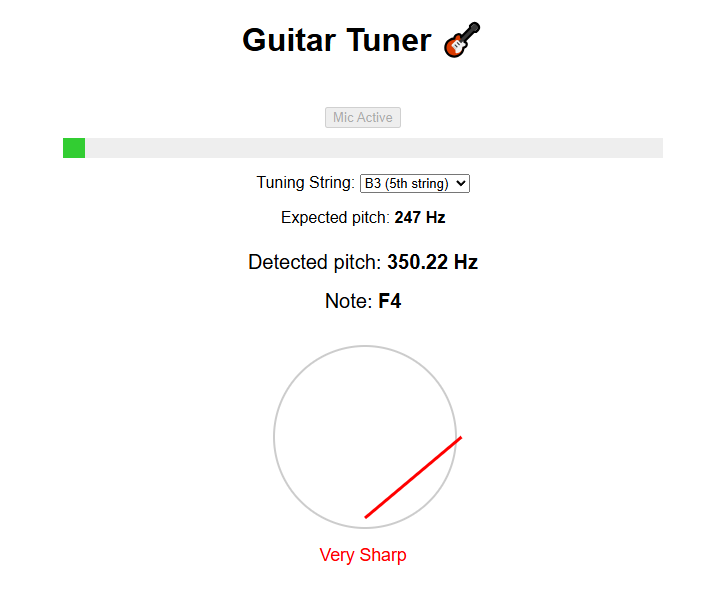 Guitar Tuner 🎸
Mic Active
Tuning String: B3 (5th string)
Expected pitch: 247 Hz
Detected pitch: 350.22 Hz
Note: F4
Very Sharp